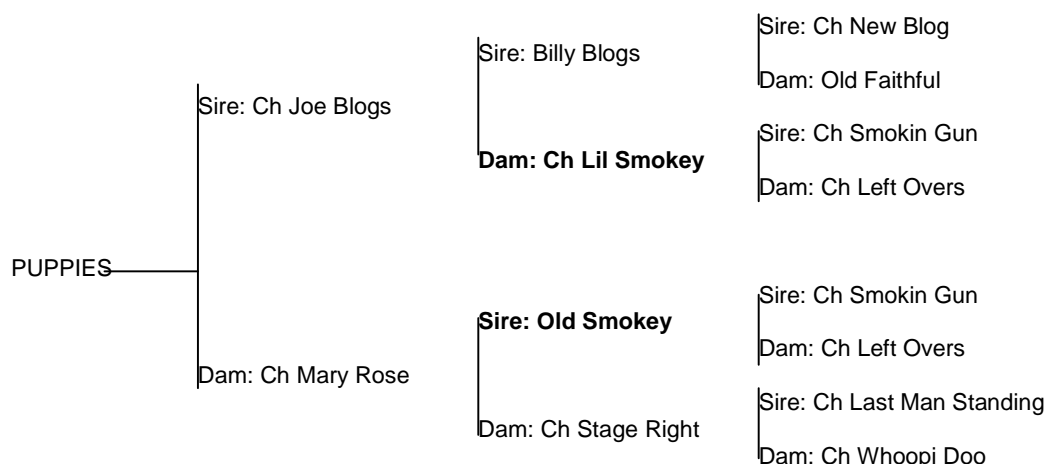 Sire: Ch New Blog
Sire: Billy Blogs
Dam: Old Faithful
Sire: Ch Joe Blogs
Sire: Ch Smokin Gun
Dam: Ch Lil Smokey
Dam: Ch Left Overs
PUPPIES
Sire: Ch Smokin Gun
Sire: Old Smokey
Dam: Ch Left Overs
Dam: Ch Mary Rose
Sire: Ch Last Man Standing
Dam: Ch Stage Right
Dam: Ch Whoopi Doo